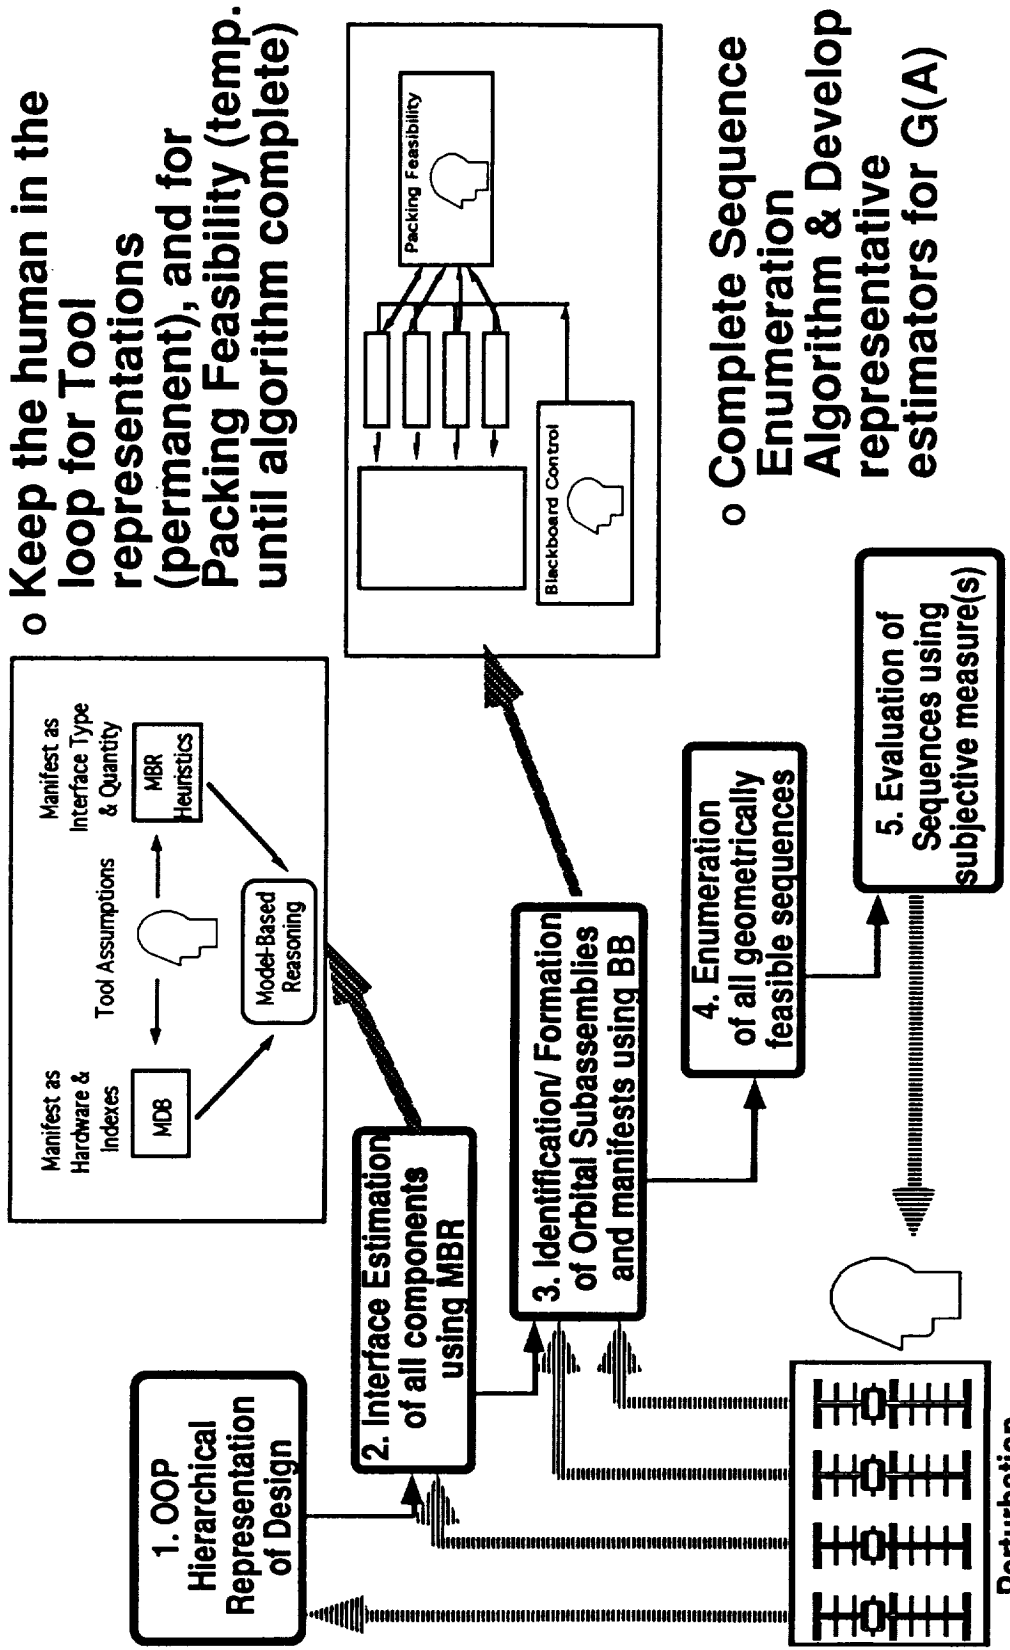 1. OOP
Hierarchical
Representation
of Design
2. Interface Estimation
of all components
using MBR
3. Identification/ Formation
of Orbital Subassemblies
and manifests using BB
4. Enumeration
of all geometrically
feasible sequences
5. Evaluation of
Sequences using
subjective measure(s)
Perturbation
Manifest as
Hardware &
Indexes
MDB
Tool Assumptions
Manifest as
Interface Type
& Quantity
MBR
Heuristics
Model-Based
Reasoning
o Keep the human in the
loop for Tool
representations
(permanent), and for
Packing Feasibility (temp.
until algorithm complete)
Blackboard Control
Packing Feasibility
o Complete Sequence
Enumeration
Algorithm & Develop
representative
estimators for G(A)